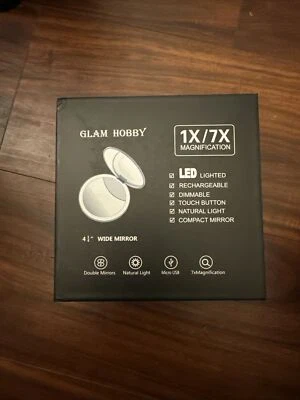 GLAM HOBBY
1X/7X
MAGNIFICATION
☑ LED LIGHTED
☑ RECHARGEABLE
☑ DIMMABLE
☑ TOUCH BUTTON
☑ NATURAL LIGHT
☑ COMPACT MIRROR
4¼" WIDE MIRROR
Double Mirrors Natural Light Micro USB 7xMagnification